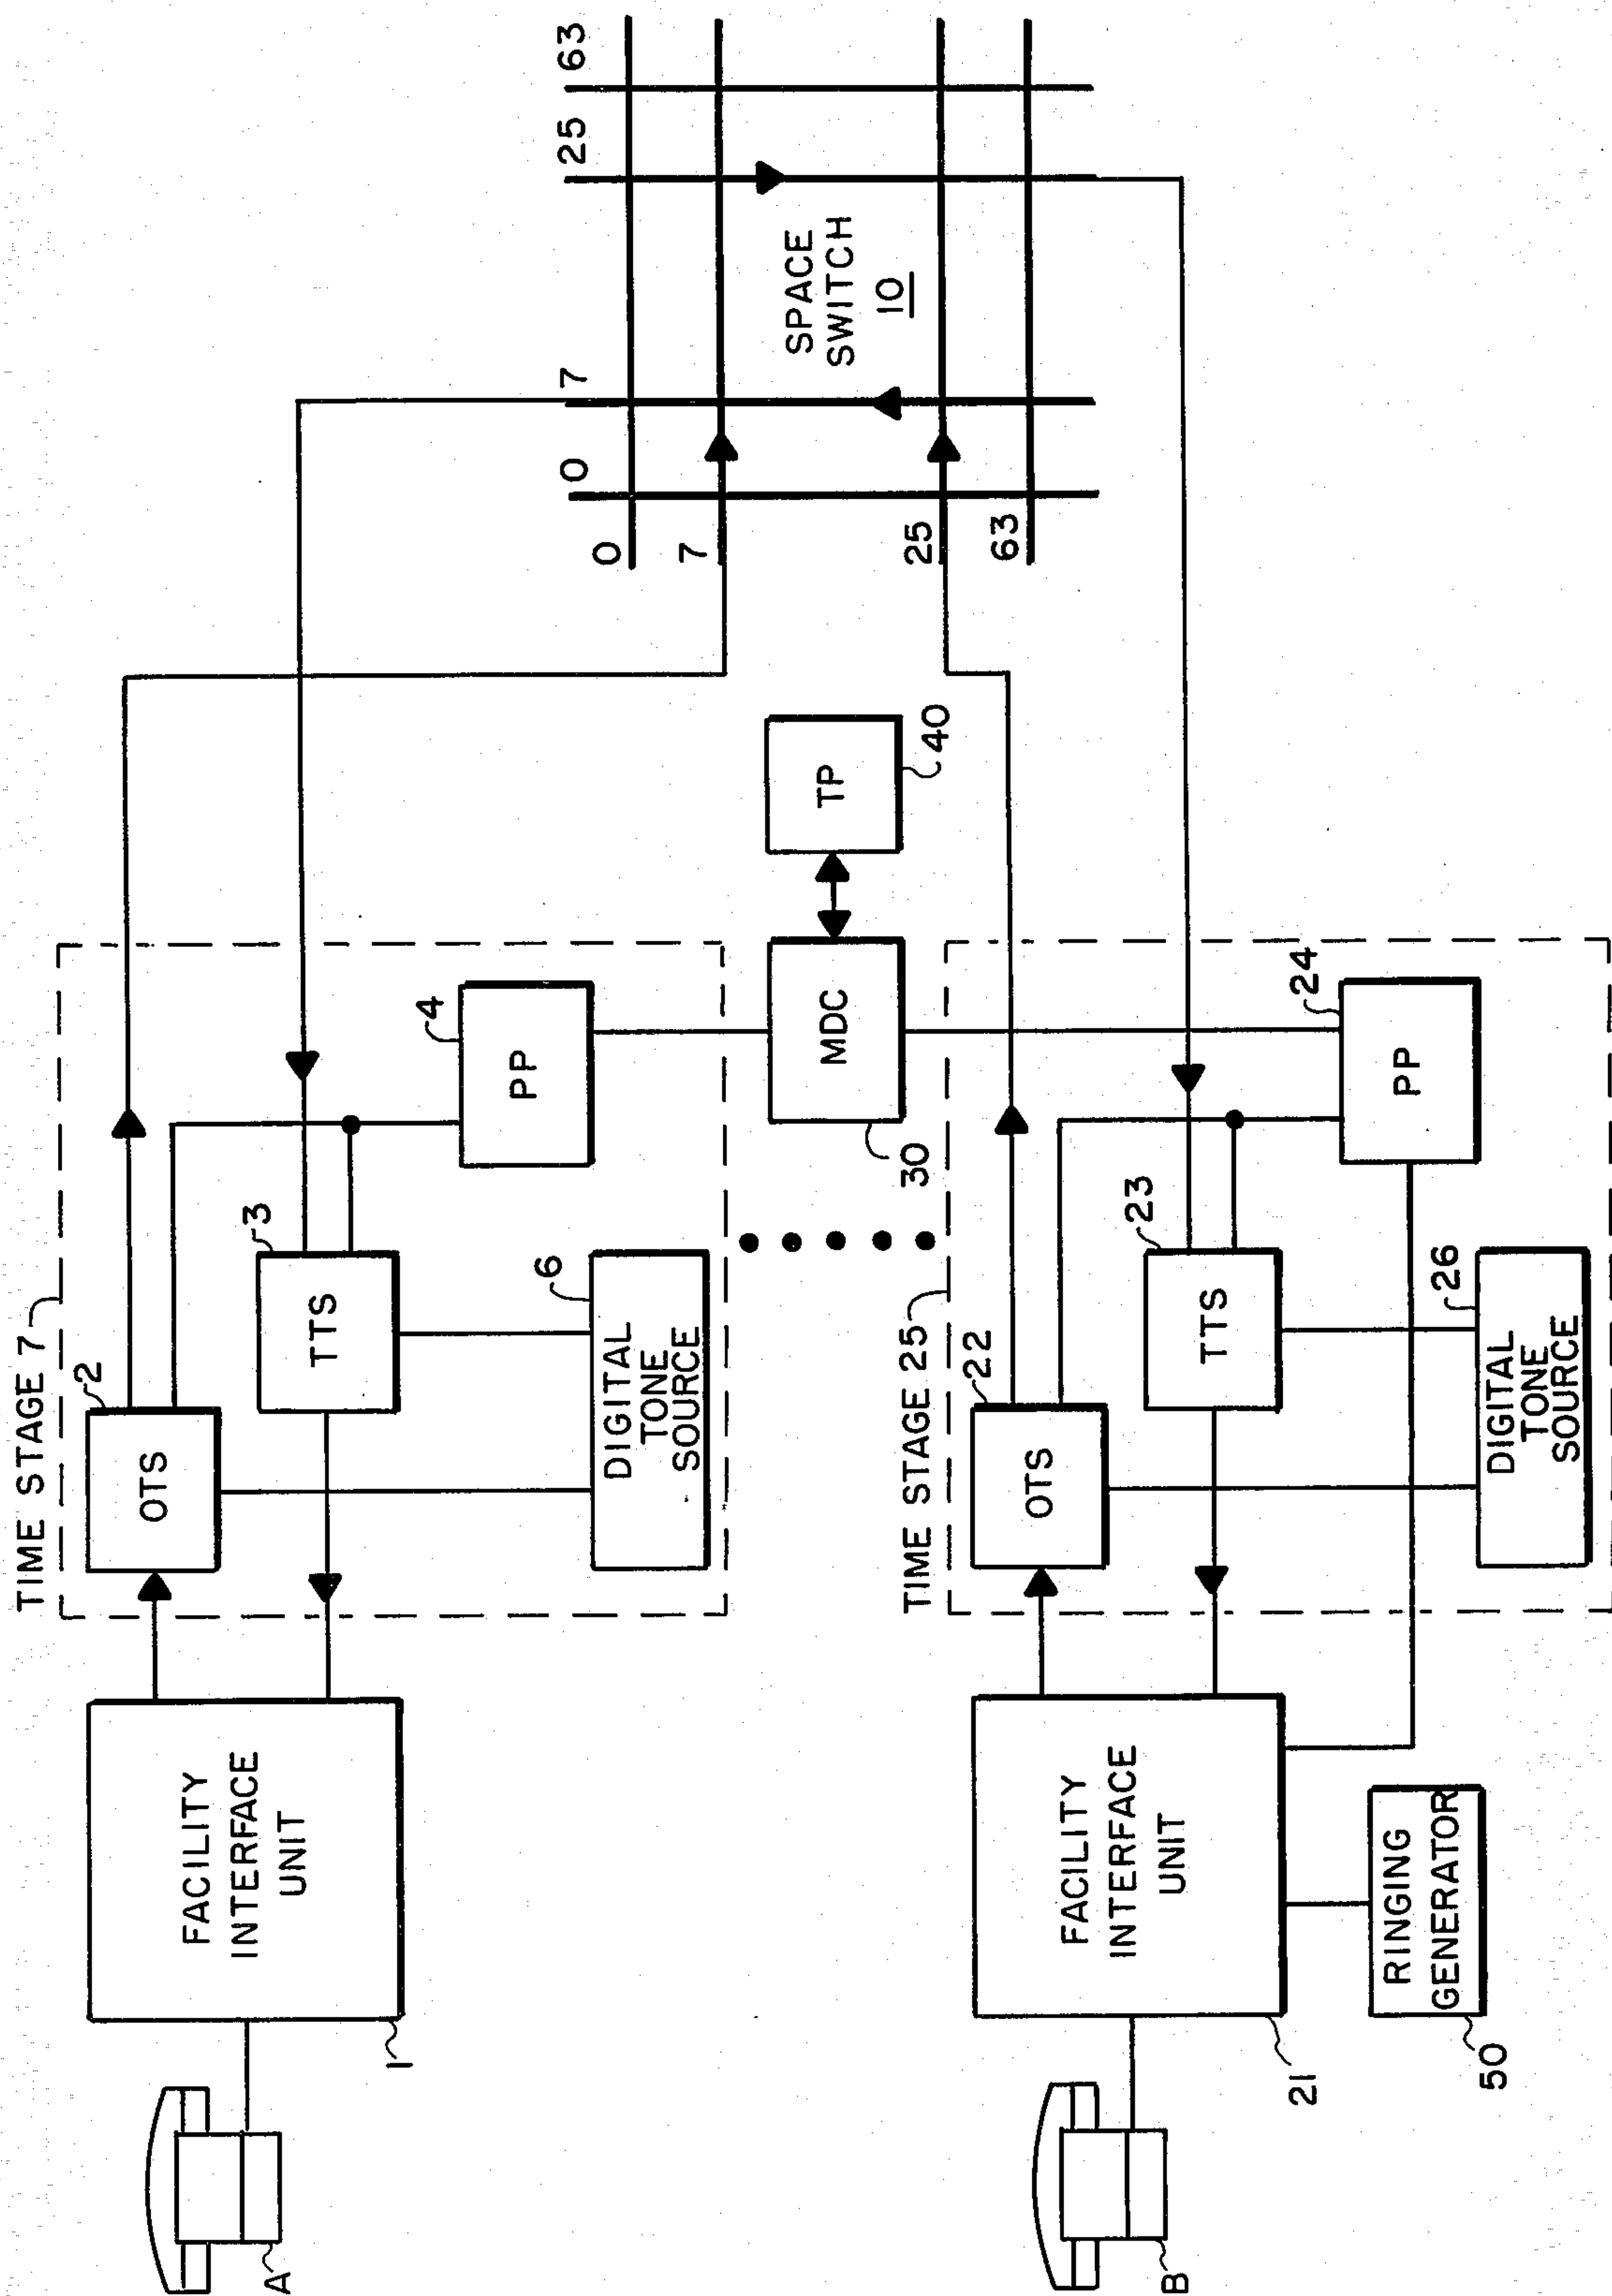 TIME STAGE 7
2
OTS
3
TTS
4
PP
6
DIGITAL
TONE
SOURCE
FACILITY
INTERFACE
UNIT
1
A
0
7
25
63
0
7
25
63
SPACE
SWITCH
10
MDC
30
TP
40
TIME STAGE 25
22
OTS
23
TTS
24
PP
26
DIGITAL
TONE
SOURCE
FACILITY
INTERFACE
UNIT
21
B
RINGING
GENERATOR
50